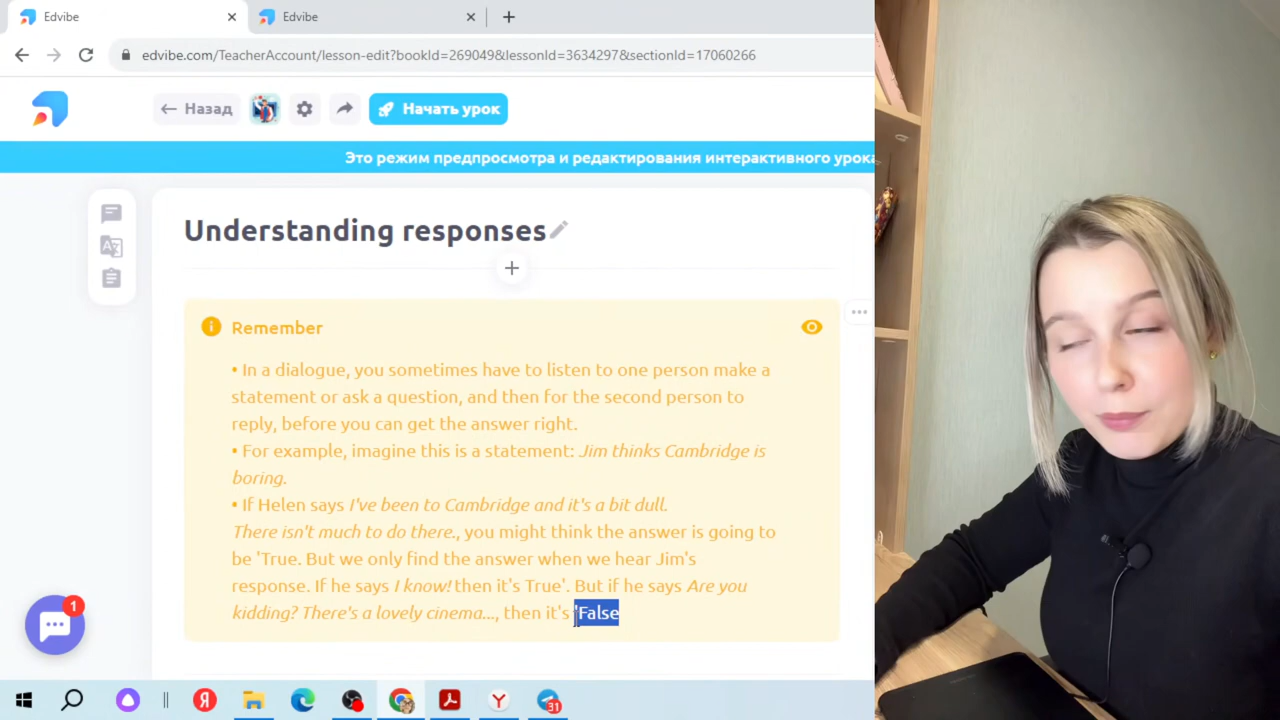 Edvibe
Edvibe
edvibe.com/TeacherAccount/lesson-edit?bookId=269049&lessonId=3634297&sectionId=17060266
Назад
Начать урок
Это режим предпросмотра и редактирования интерактивного урока
Understanding responses
Remember
• In a dialogue, you sometimes have to listen to one person make a
statement or ask a question, and then for the second person to
reply, before you can get the answer right.
• For example, imagine this is a statement: Jim thinks Cambridge is
boring.
• If Helen says I've been to Cambridge and it's a bit dull.
There isn't much to do there., you might think the answer is going to
be 'True. But we only find the answer when we hear Jim's
response. If he says I know! then it's True'. But if he says Are you
kidding? There's a lovely cinema..., then it's 'False
1
31